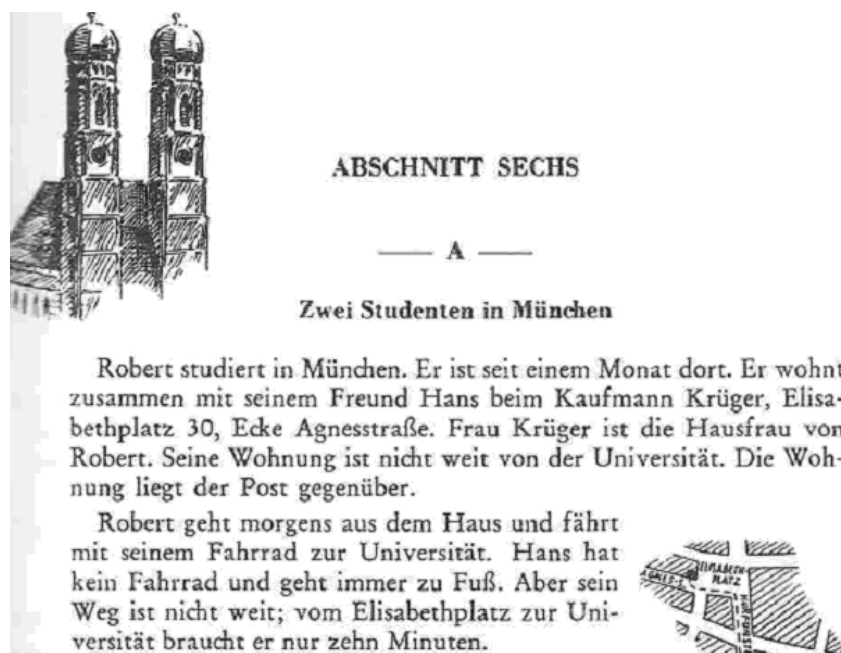 ABSCHNITT SECHS
— A —
Zwei Studenten in München
Robert studiert in München. Er ist seit einem Monat dort. Er wohnt
zusammen mit seinem Freund Hans beim Kaufmann Krüger, Elisa-
bethplatz 30, Ecke Agnesstraße. Frau Krüger ist die Hausfrau von
Robert. Seine Wohnung ist nicht weit von der Universität. Die Woh-
nung liegt der Post gegenüber.
Robert geht morgens aus dem Haus und fährt
mit seinem Fahrrad zur Universität. Hans hat
kein Fahrrad und geht immer zu Fuß. Aber sein
Weg ist nicht weit; vom Elisabethplatz zur Uni-
versität braucht er nur zehn Minuten.
ELISABETH-
PLATZ